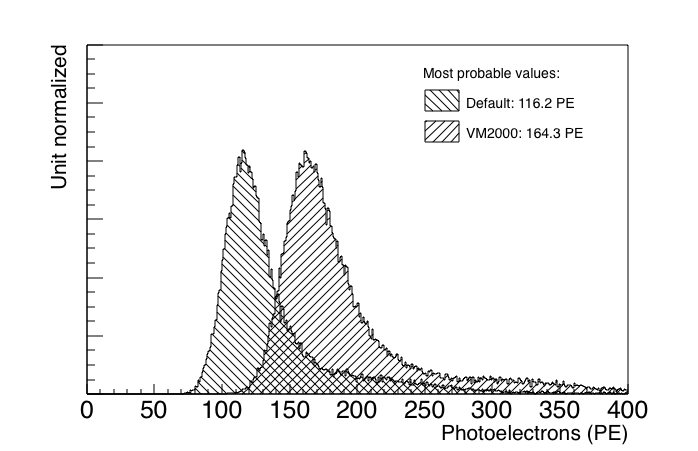 Unit normalized
Most probable values:
Default: 116.2 PE
VM2000: 164.3 PE
0 50 100 150 200 250 300 350 400
Photoelectrons (PE)